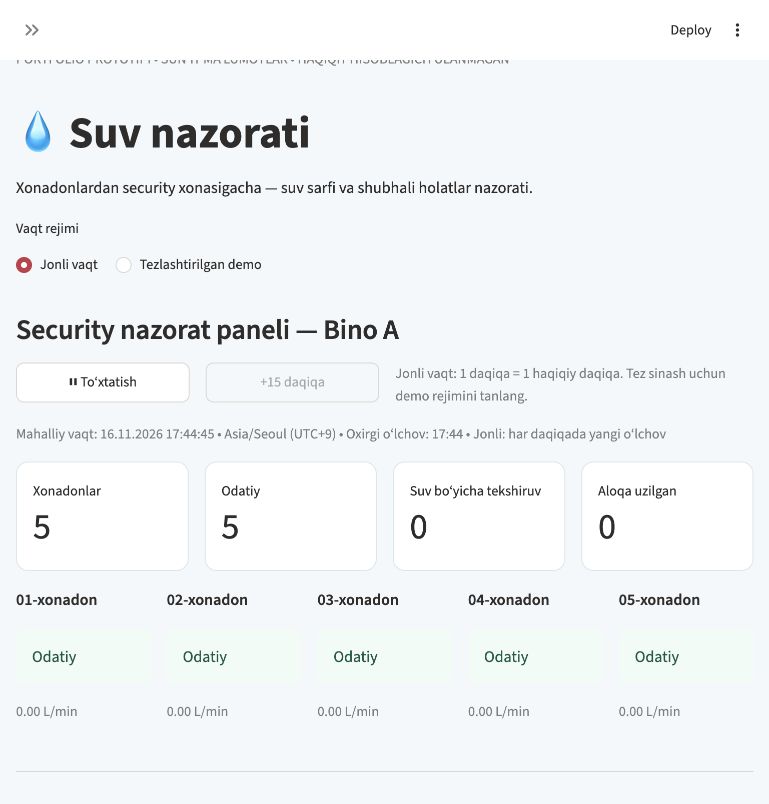 Deploy
Suv nazorati
Xonadonlardan security xonasigacha — suv sarfi va shubhali holatlar nazorati.
Vaqt rejimi
Jonli vaqt Tezlashtirilgan demo
Security nazorat paneli — Bino A
To‘xtatish
+15 daqiqa
Jonli vaqt: 1 daqiqa = 1 haqiqiy daqiqa. Tez sinash uchun
demo rejimini tanlang.
Mahalliy vaqt: 16.11.2026 17:44:45 • Asia/Seoul (UTC+9) • Oxirgi o‘lchov: 17:44 • Jonli: har daqiqada yangi o‘lchov
Xonadonlar
5
Odatiy
5
Suv bo‘yicha tekshiruv
0
Aloqa uzilgan
0
01-xonadon 02-xonadon 03-xonadon 04-xonadon 05-xonadon
Odatiy Odatiy Odatiy Odatiy Odatiy
0.00 L/min 0.00 L/min 0.00 L/min 0.00 L/min 0.00 L/min